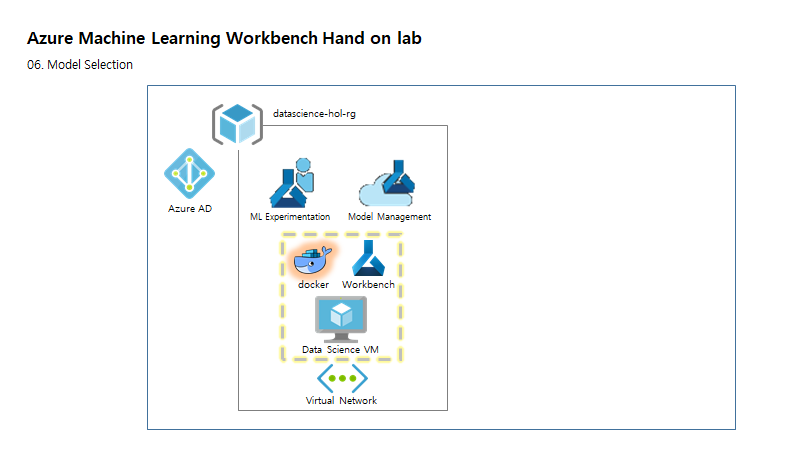 Azure Machine Learning Workbench Hand on lab
06. Model Selection
datascience-hol-rg
Azure AD
ML Experimentation
Model Management
docker
Workbench
Data Science VM
Virtual Network